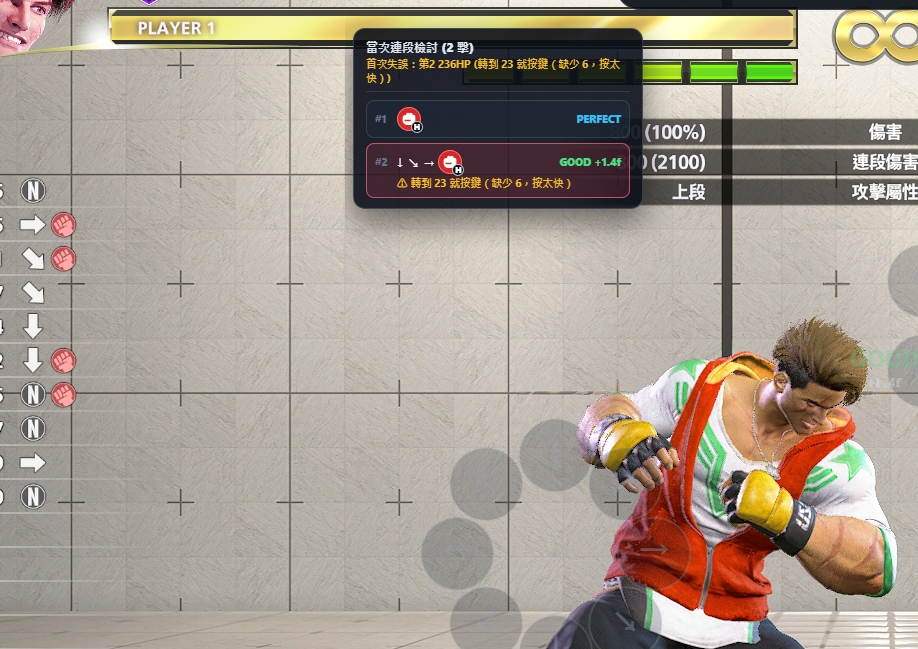 PLAYER 1
當次連段檢討 (2 擊)
首次失誤：第2 236HP (轉到 23 就按鍵 ( 缺少 6，按太
快 ) )
#1 H PERFECT
#2 ↓ ↘ → H GOOD +1.4f
⚠ 轉到 23 就按鍵 ( 缺少 6，按太快 )
(100%) 傷害
(2100) 連段傷害
上段 攻擊屬性
N
N
N
N